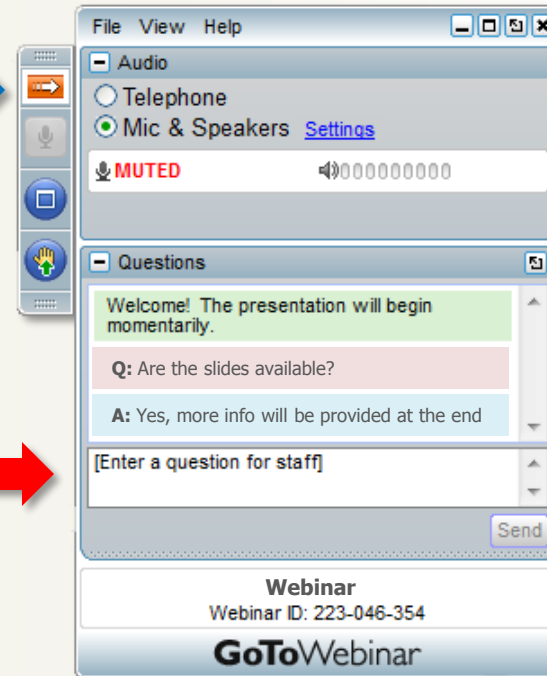 File View Help
Audio
Telephone
Mic & Speakers Settings
MUTED 000000000
Questions
Welcome! The presentation will begin
momentarily.
Q: Are the slides available?
A: Yes, more info will be provided at the end
[Enter a question for staff]
Send
Webinar
Webinar ID: 223-046-354
GoToWebinar